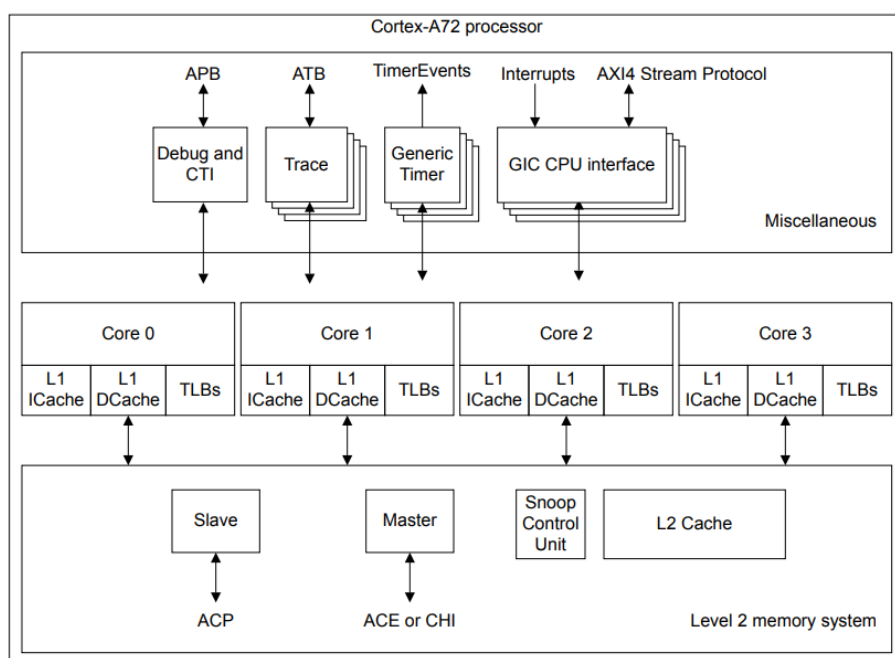 Cortex-A72 processor
APB
ATB
TimerEvents
Interrupts
AXI4 Stream Protocol
Debug and
CTI
Trace
Generic
Timer
GIC CPU interface
Miscellaneous
Core 0
Core 1
Core 2
Core 3
L1
ICache
L1
DCache
TLBs
L1
ICache
L1
DCache
TLBs
L1
ICache
L1
DCache
TLBs
L1
ICache
L1
DCache
TLBs
Slave
Master
Snoop
Control
Unit
L2 Cache
ACP
ACE or CHI
Level 2 memory system